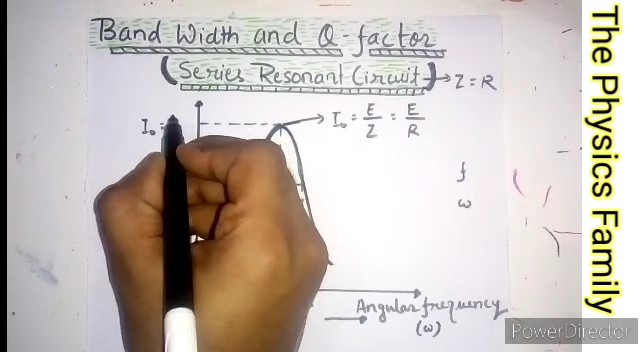 Band Width and Q-factor
(Series Resonant Circuit) → Z = R
I₀ → I₀ = E/Z = E/R
f
ω
Angular frequency
(ω)
The Physics Family
PowerDirector